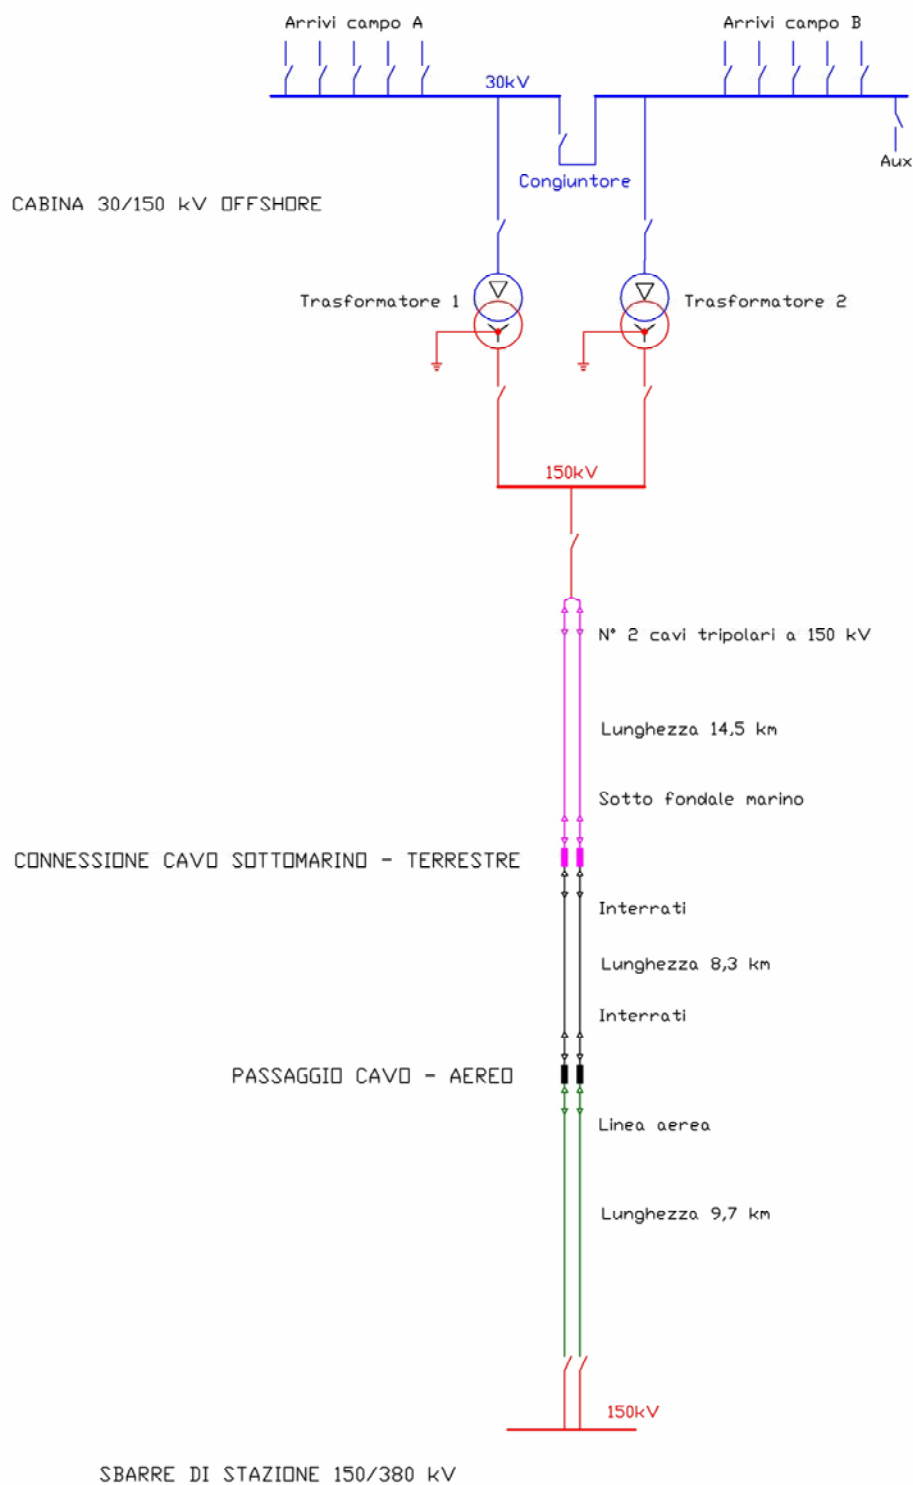 Arrivi campo A
Arrivi campo B
30kV
Aux
Congiuntore
CABINA 30/150 kV OFFSHORE
Trasformatore 1
Trasformatore 2
150kV
N° 2 cavi tripolari a 150 kV
Lunghezza 14,5 km
Sotto fondale marino
CONNESSIONE CAVO SOTTOMARINO - TERRESTRE
Interrati
Lunghezza 8,3 km
Interrati
PASSAGGIO CAVO - AEREO
Linea aerea
Lunghezza 9,7 km
150kV
SBARRE DI STAZIONE 150/380 kV